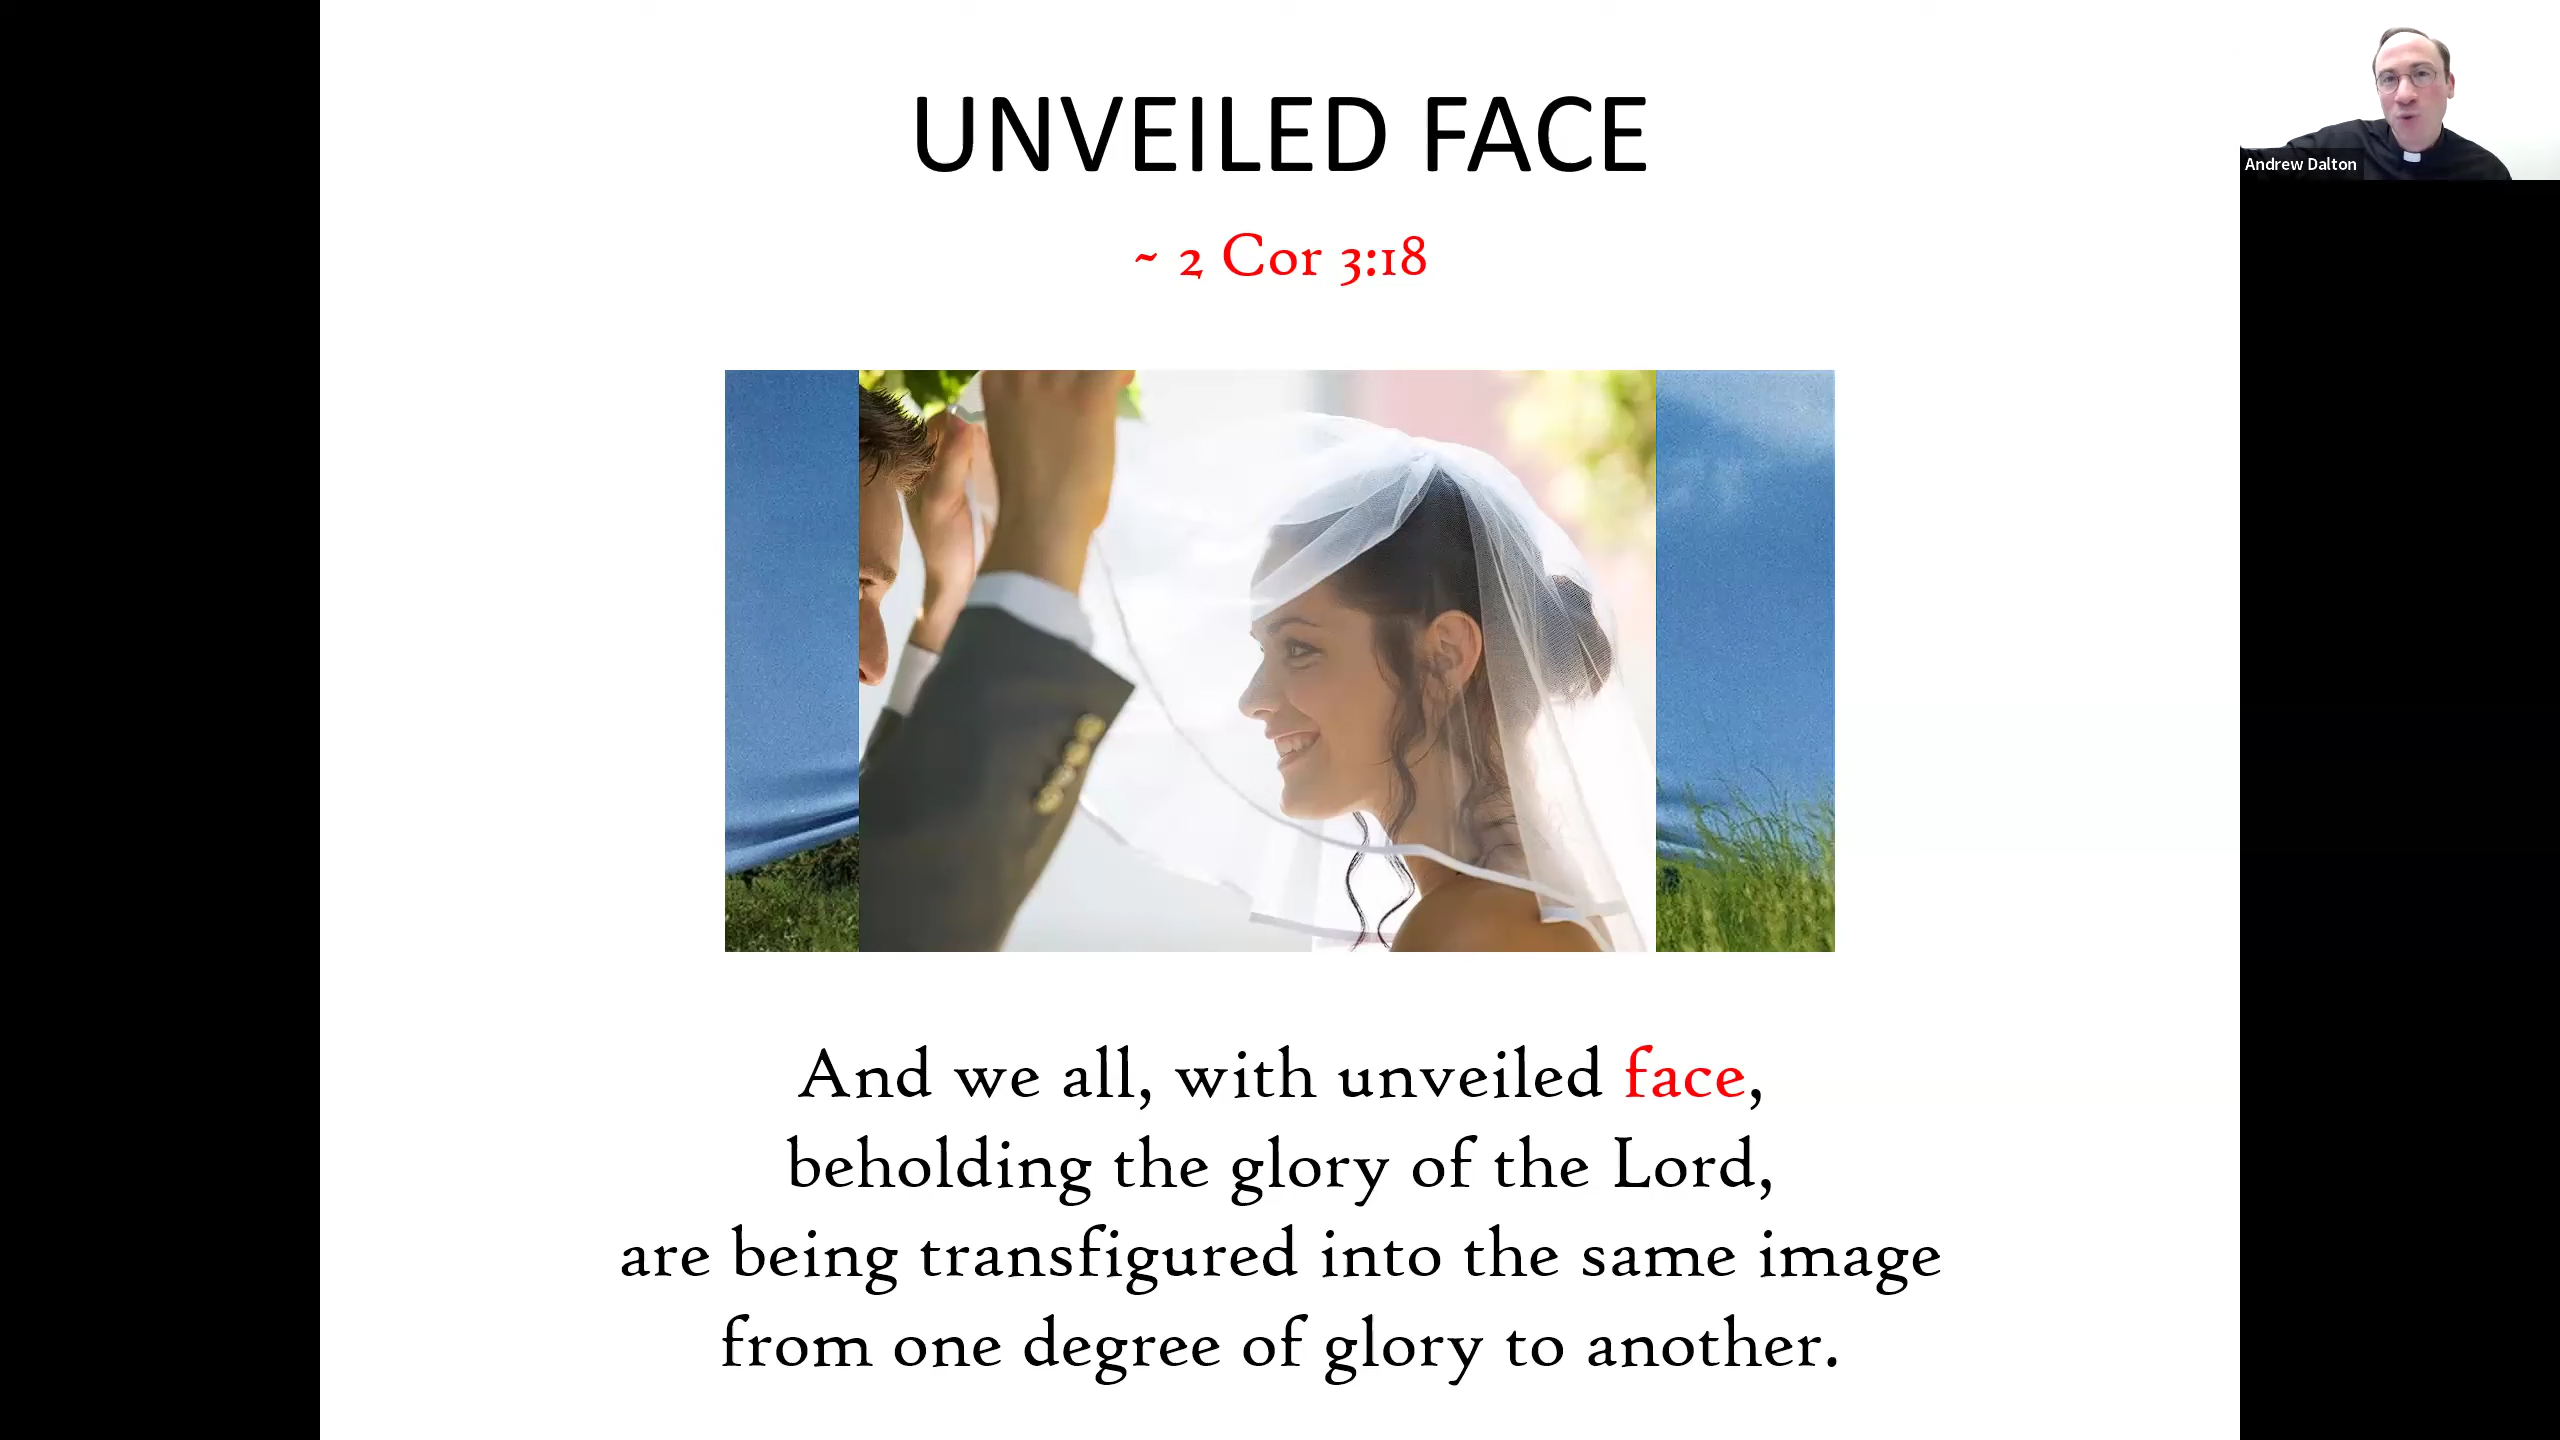 UNVEILED FACE
~ 2 Cor 3:18
And we all, with unveiled face,
beholding the glory of the Lord,
are being transfigured into the same image
from one degree of glory to another.
Andrew Dalton